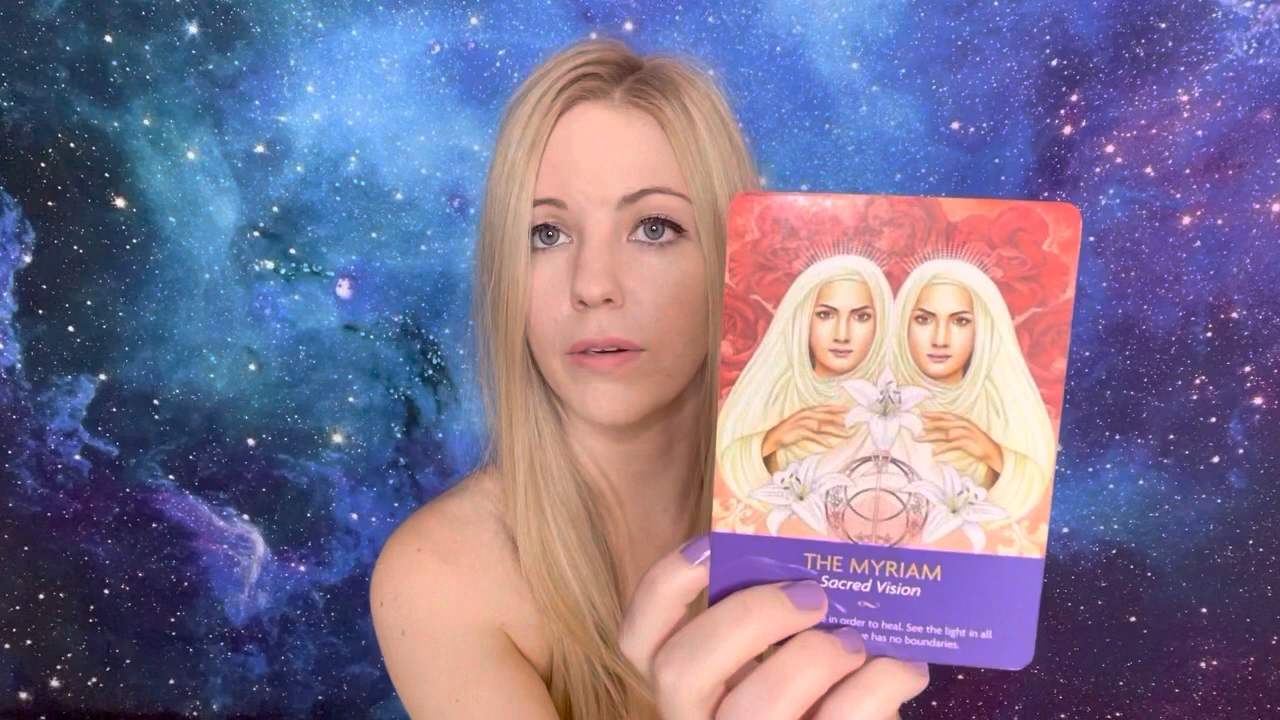 THE MYRIAM
Sacred Vision
in order to heal. See the light in all
has no boundaries.